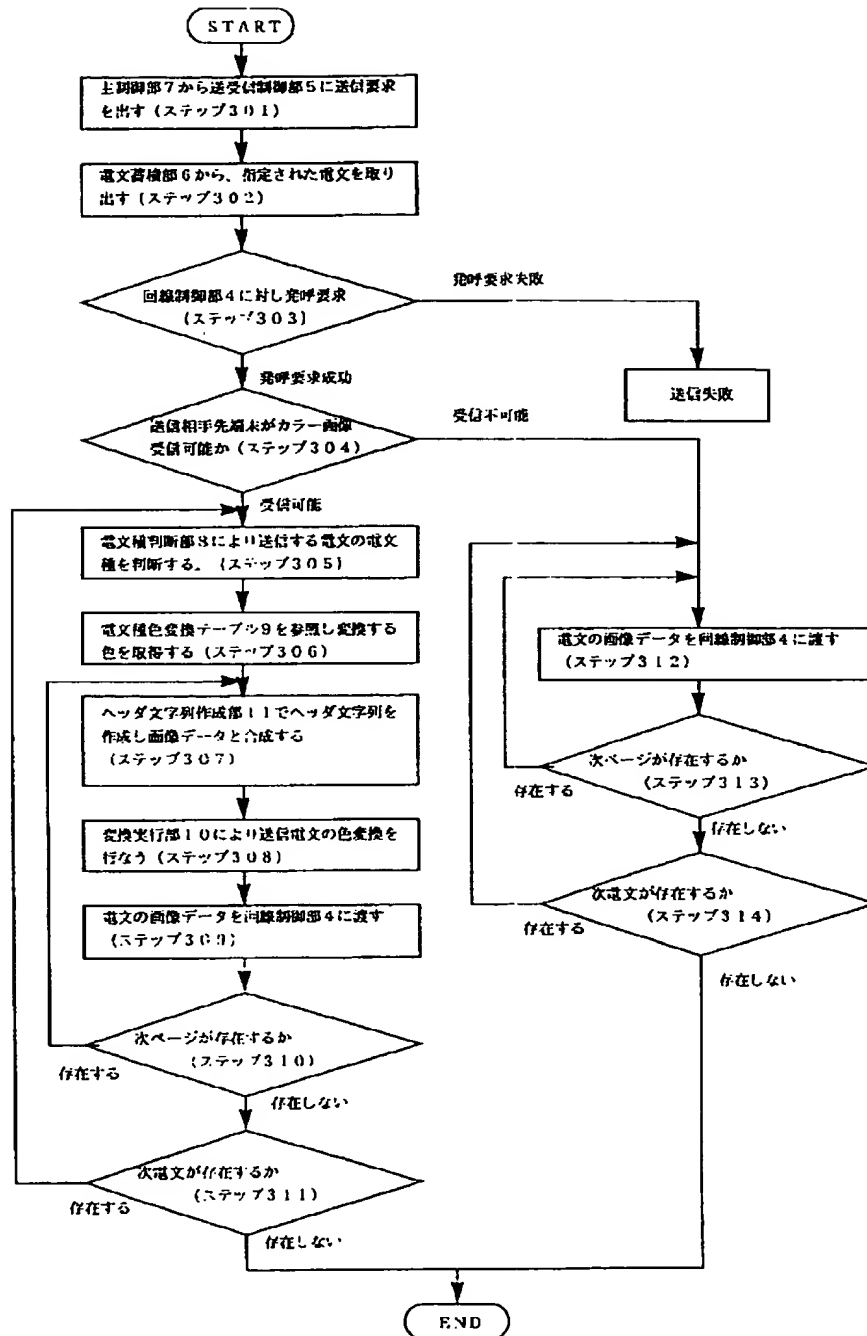 START
主制御部7から送受信制御部5に送信要求
を出す（ステップ301）
電文蓄積部6から、指定された電文を取り
出す（ステップ302）
回線制御部4に対し発呼要求
（ステップ303）
発呼要求失敗
発呼要求成功
送信失敗
送信相手先端末がカラー画像
受信可能か（ステップ304）
受信不可能
受信可能
電文種判断部8により送信する電文の電文
種を判断する。（ステップ305）
電文種色変換テーブル9を参照し変換する
色を取得する（ステップ306）
ヘッダ文字列作成部11でヘッダ文字列を
作成し画像データと合成する
（ステップ307）
変換実行部10により送信電文の色変換を
行なう（ステップ308）
電文の画像データを回線制御部4に渡す
（ステップ309）
次ページが存在するか
（ステップ310）
存在する
存在しない
次電文が存在するか
（ステップ311）
存在する
存在しない
電文の画像データを回線制御部4に渡す
（ステップ312）
次ページが存在するか
（ステップ313）
存在する
存在しない
次電文が存在するか
（ステップ314）
存在する
存在しない
END